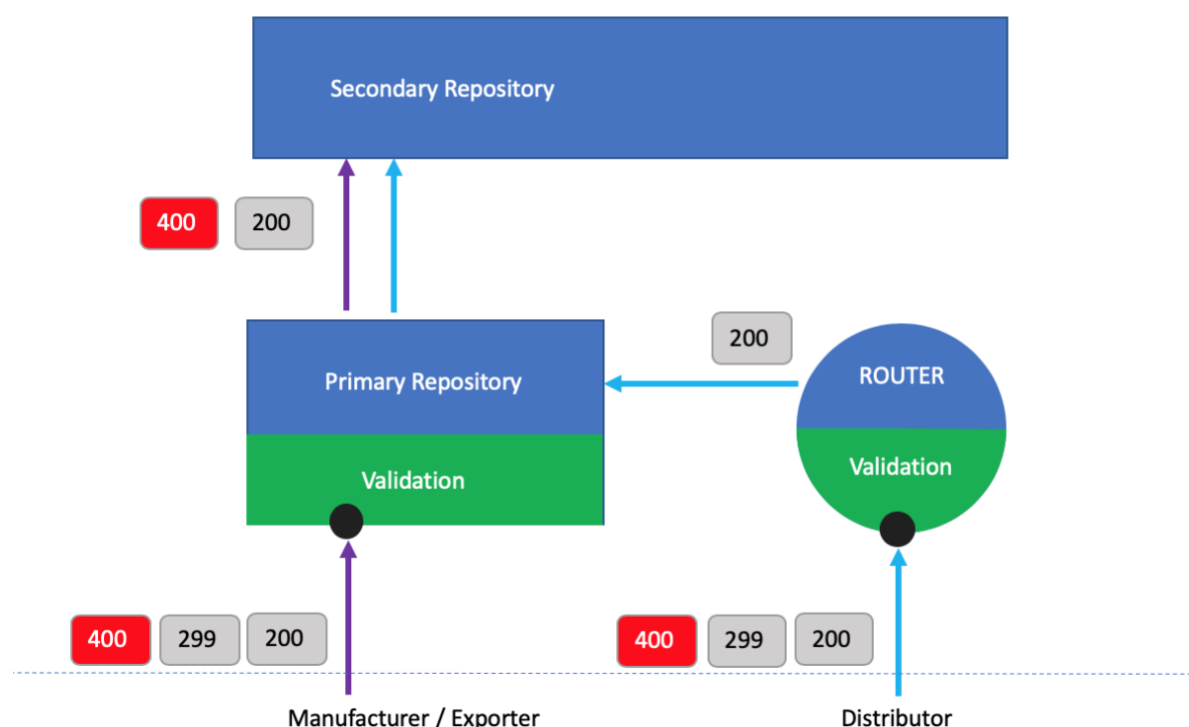 Secondary Repository
400 200
200
Primary Repository
ROUTER
Validation
Validation
400 299 200
400 299 200
Manufacturer / Exporter
Distributor